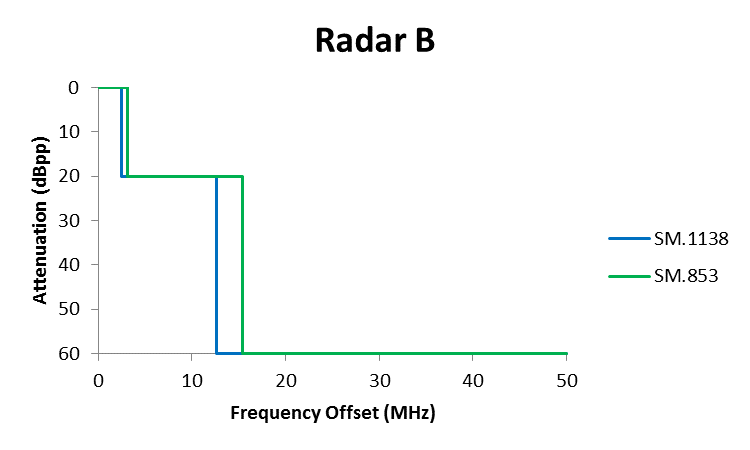 Radar B
Attenuation (dBpp)
0
10
20
30
40
50
60
0 10 20 30 40 50
Frequency Offset (MHz)
SM.1138
SM.853